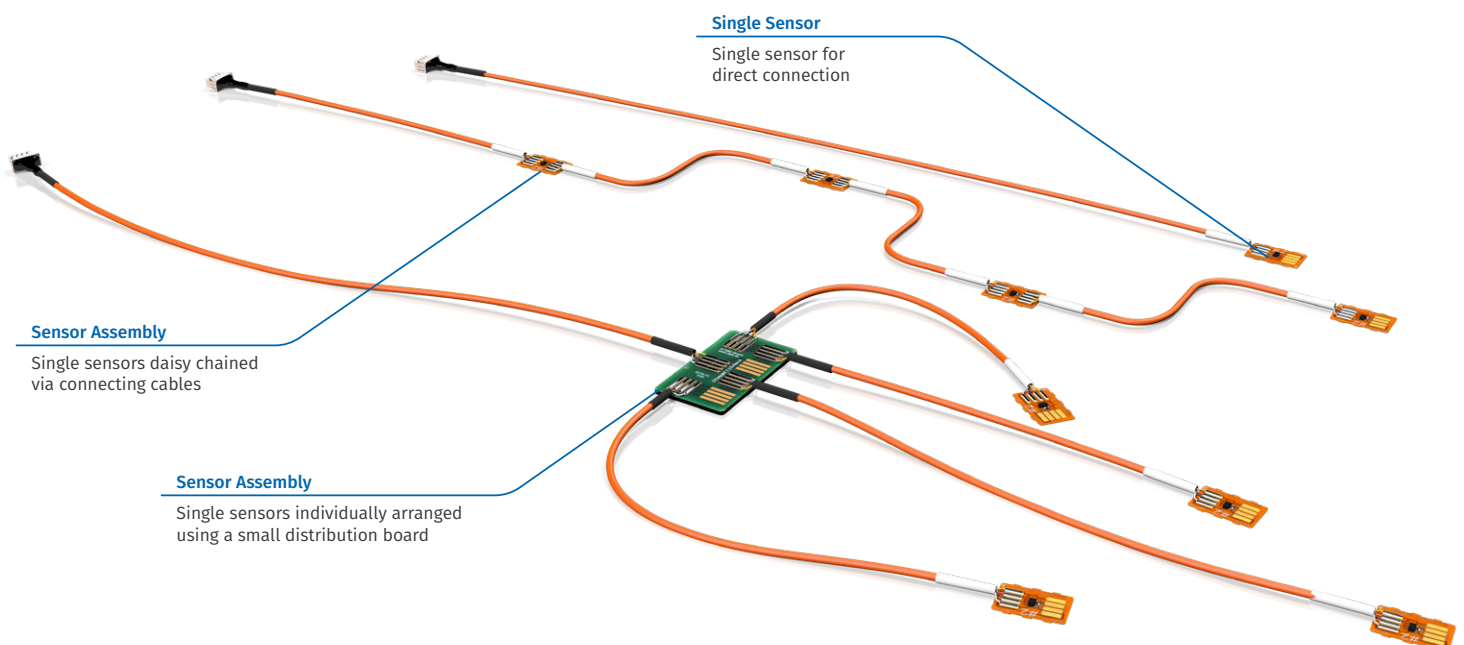 Single Sensor
Single sensor for
direct connection
Sensor Assembly
Single sensors daisy chained
via connecting cables
Sensor Assembly
Single sensors individually arranged
using a small distribution board